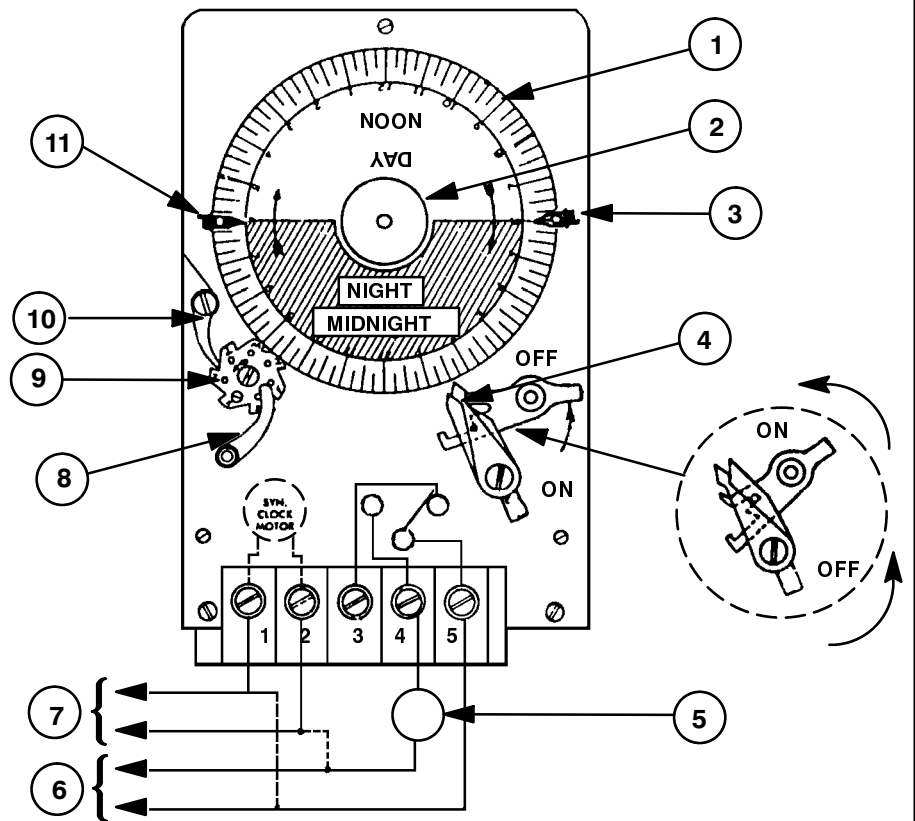 1
2
11
NOON
DAY
3
NIGHT
MIDNIGHT
10
OFF
4
9
ON
8
ON
OFF
SYN.
CLOCK
MOTOR
1 2 3 4 5
7
5
6